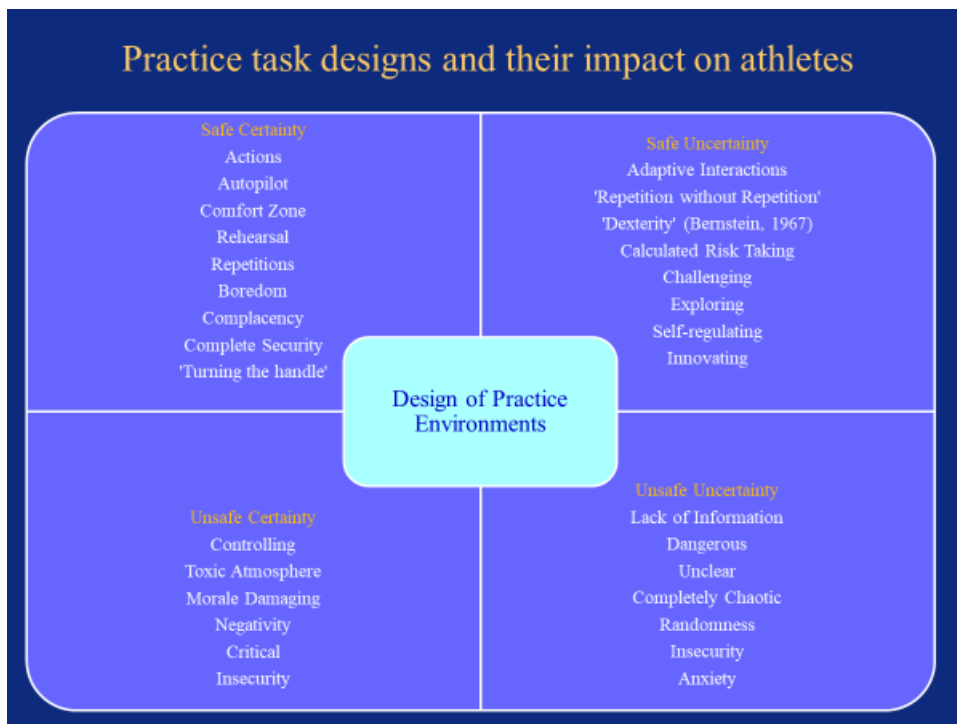 Practice task designs and their impact on athletes
Safe Certainty
Actions
Autopilot
Comfort Zone
Rehearsal
Repetitions
Boredom
Complacency
Complete Security
'Turning the handle'
Safe Uncertainty
Adaptive Interactions
'Repetition without Repetition'
'Dexterity' (Bernstein, 1967)
Calculated Risk Taking
Challenging
Exploring
Self-regulating
Innovating
Design of Practice
Environments
Unsafe Certainty
Controlling
Toxic Atmosphere
Morale Damaging
Negativity
Critical
Insecurity
Unsafe Uncertainty
Lack of Information
Dangerous
Unclear
Completely Chaotic
Randomness
Insecurity
Anxiety